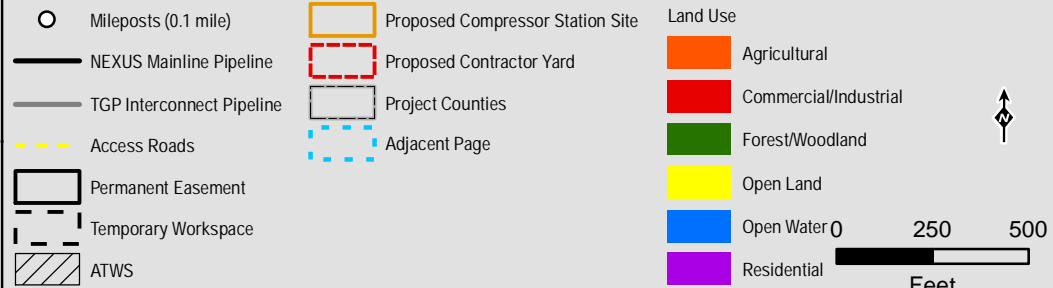 Mileposts (0.1 mile)
NEXUS Mainline Pipeline
TGP Interconnect Pipeline
Access Roads
Permanent Easement
Temporary Workspace
ATWS
Proposed Compressor Station Site
Proposed Contractor Yard
Project Counties
Adjacent Page
Land Use
Agricultural
Commercial/Industrial
Forest/Woodland
Open Land
Open Water
Residential
N
0 250 500
Feet